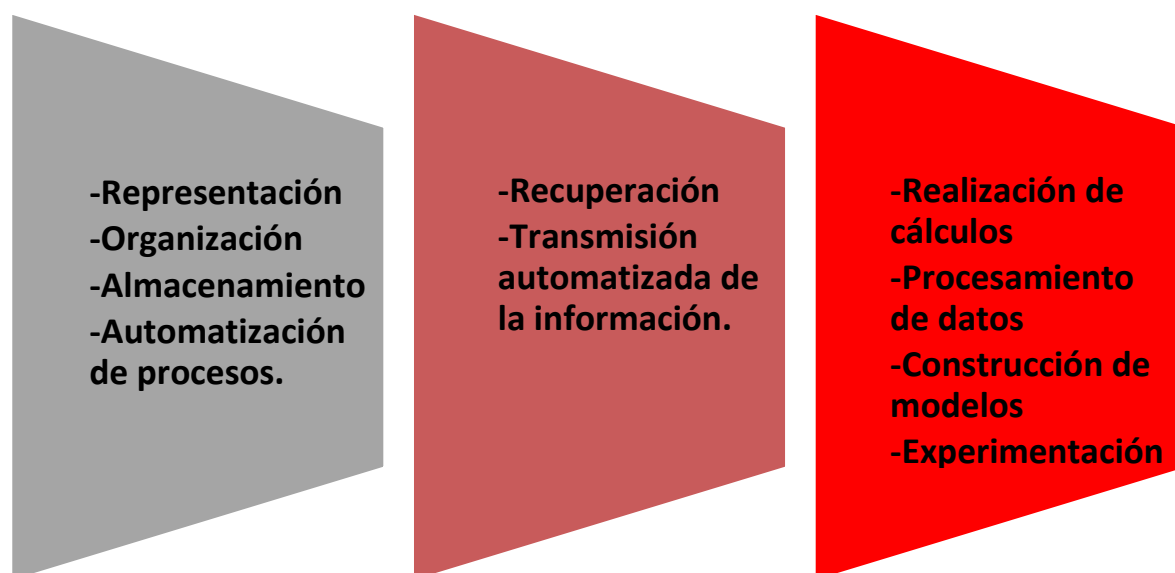 -Representación
-Organización
-Almacenamiento
-Automatización
de procesos.
-Recuperación
-Transmisión
automatizada de
la información.
-Realización de
cálculos
-Procesamiento
de datos
-Construcción de
modelos
-Experimentación